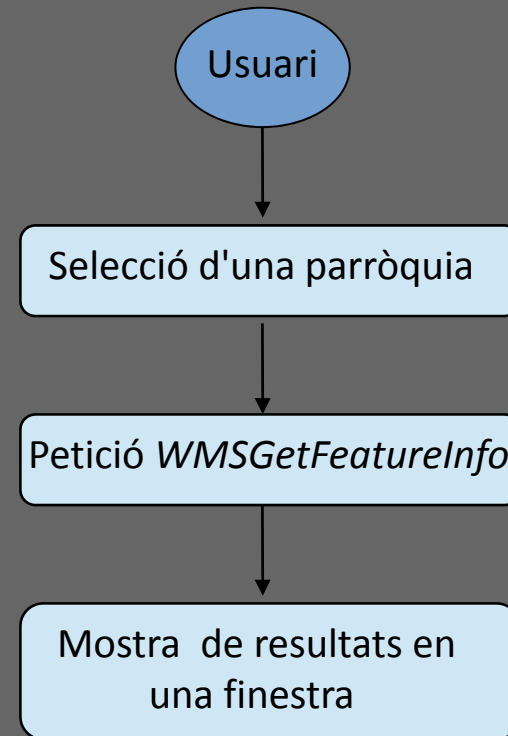 Usuari
Selecció d'una parròquia
Petició WMSGetFeatureInfo
Mostra  de resultats en
una finestra